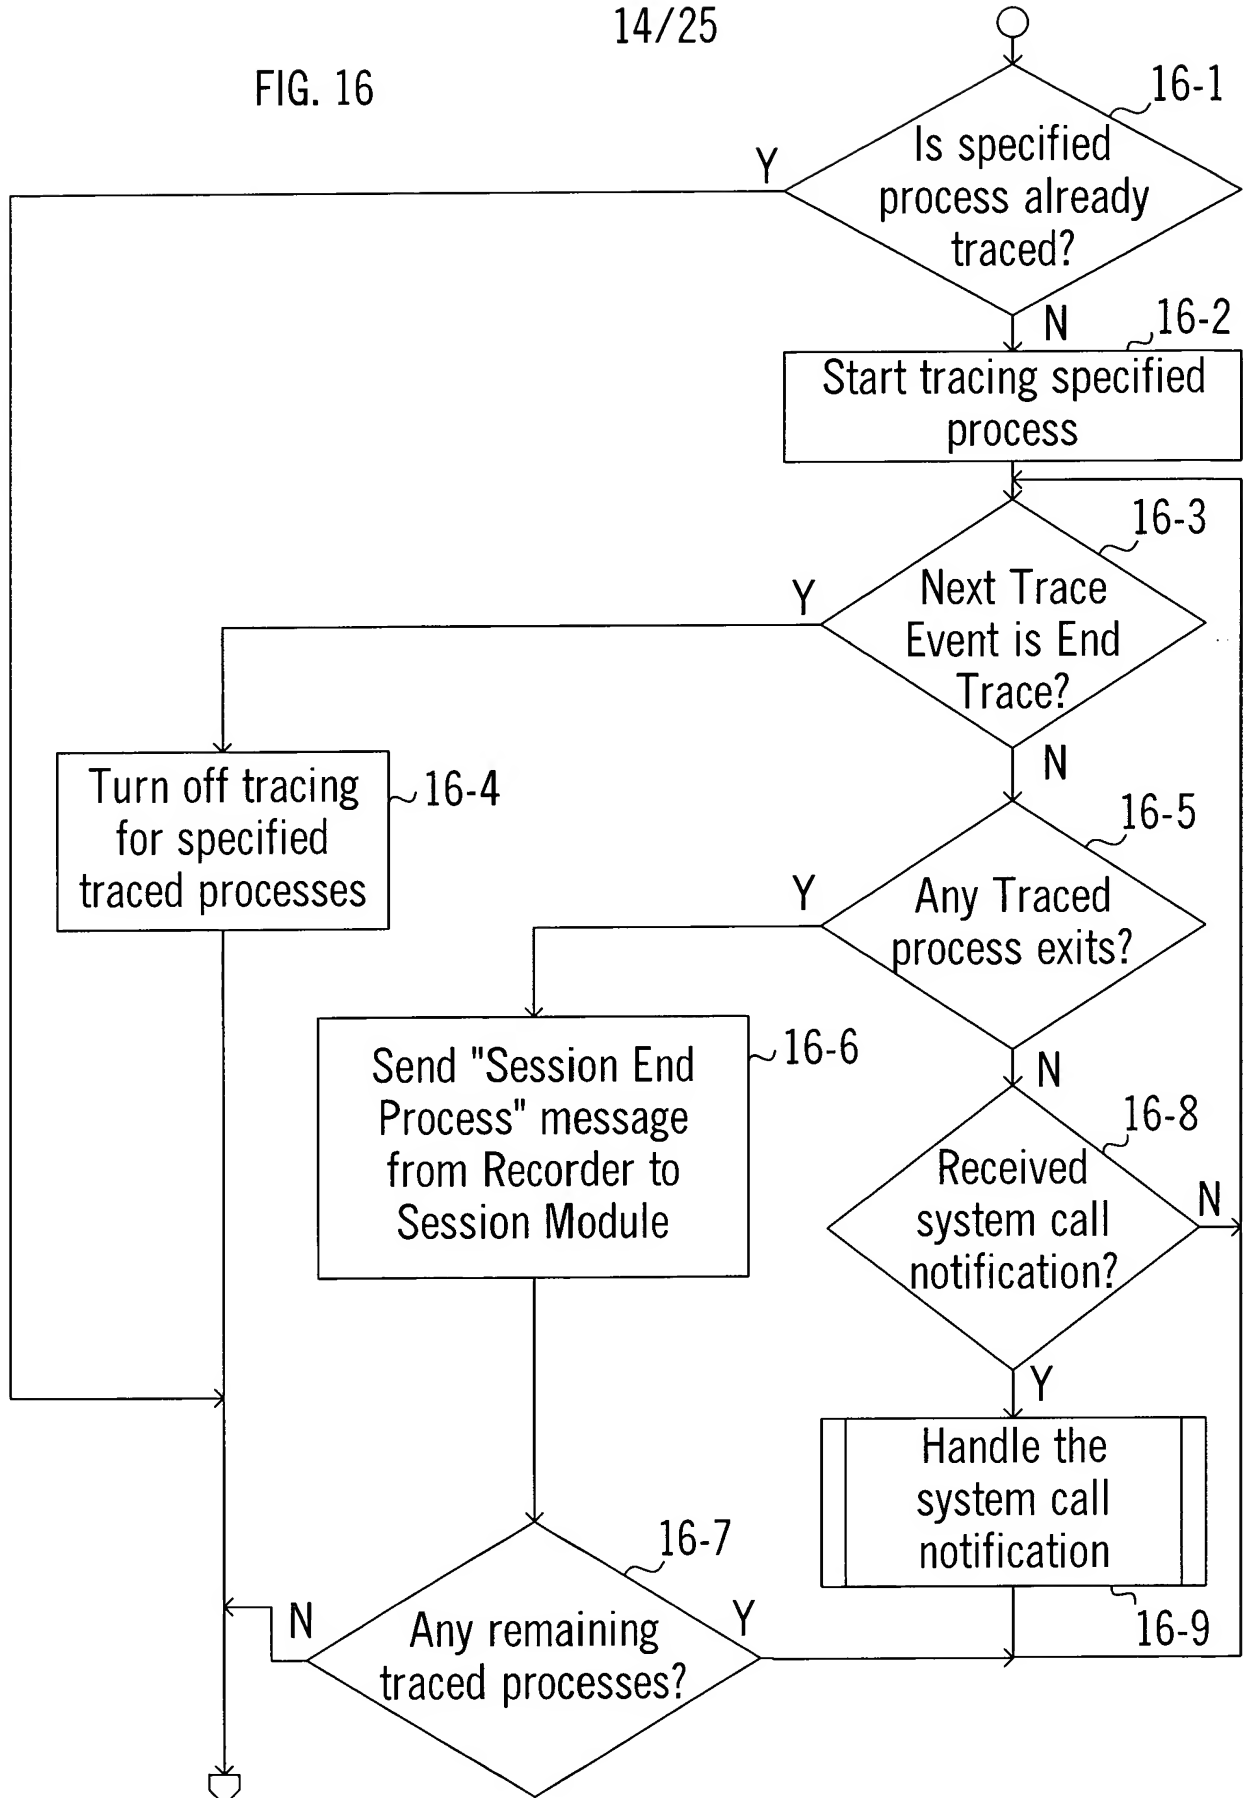 14/25
FIG. 16
16-1
Is specified
process already
traced?
Y
N
16-2
Start tracing specified
process
16-3
Next Trace
Event is End
Trace?
Y
N
Turn off tracing
for specified
traced processes
16-4
16-5
Any Traced
process exits?
Y
N
Send "Session End
Process" message
from Recorder to
Session Module
16-6
16-8
Received
system call
notification?
N
Y
Handle the
system call
notification
16-9
16-7
Any remaining
traced processes?
N
Y